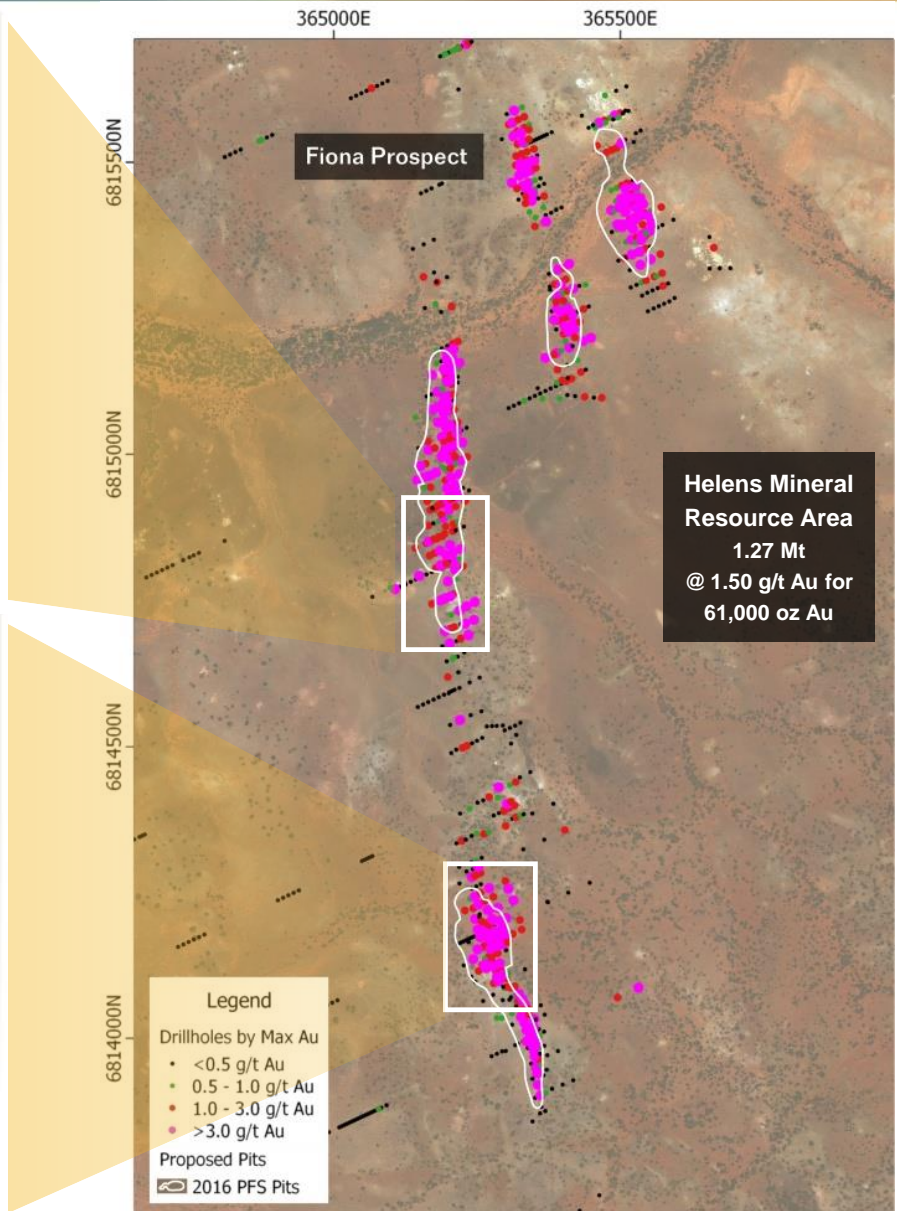 365000E
365500E
6815500N
6815000N
6814500N
6814000N
Fiona Prospect
Helens Mineral
Resource Area
1.27 Mt
@ 1.50 g/t Au for
61,000 oz Au
Legend
Drillholes by Max Au
<0.5 g/t Au
0.5 - 1.0 g/t Au
1.0 - 3.0 g/t Au
>3.0 g/t Au
Proposed Pits
2016 PFS Pits